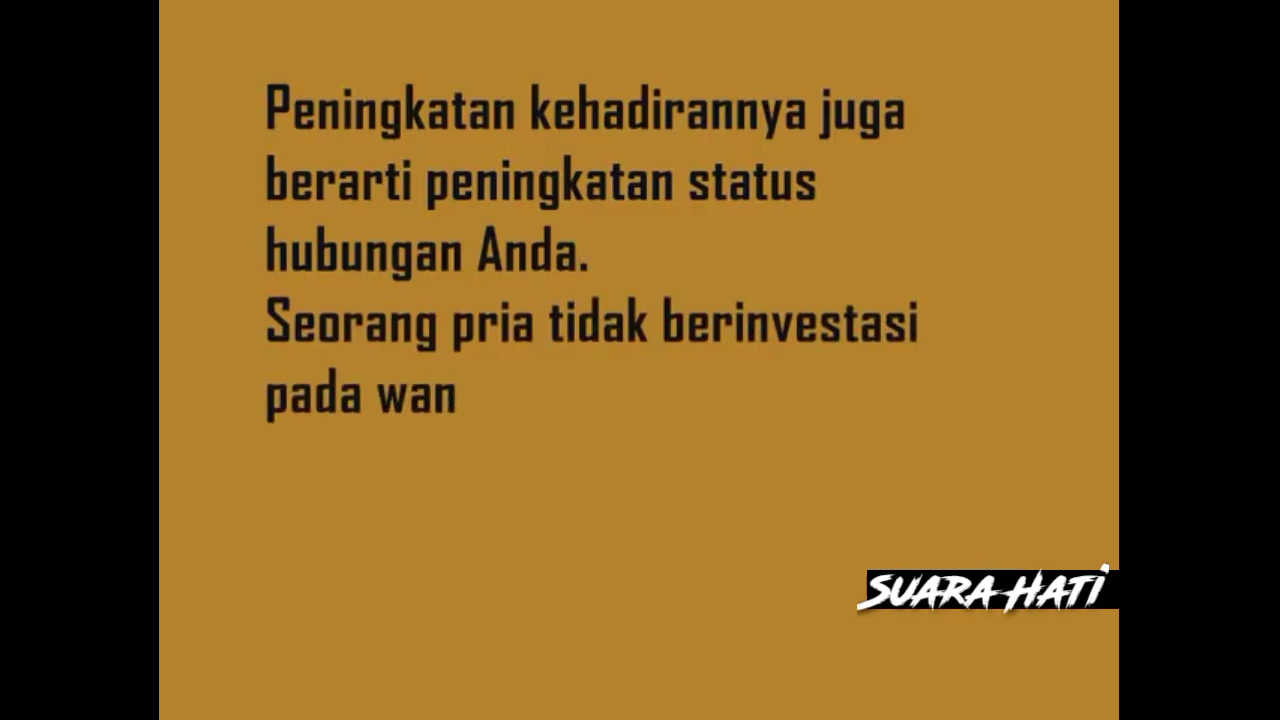 Peningkatan kehadirannya juga
berarti peningkatan status
hubungan Anda.
Seorang pria tidak berinvestasi
pada wan
SUARA HATI